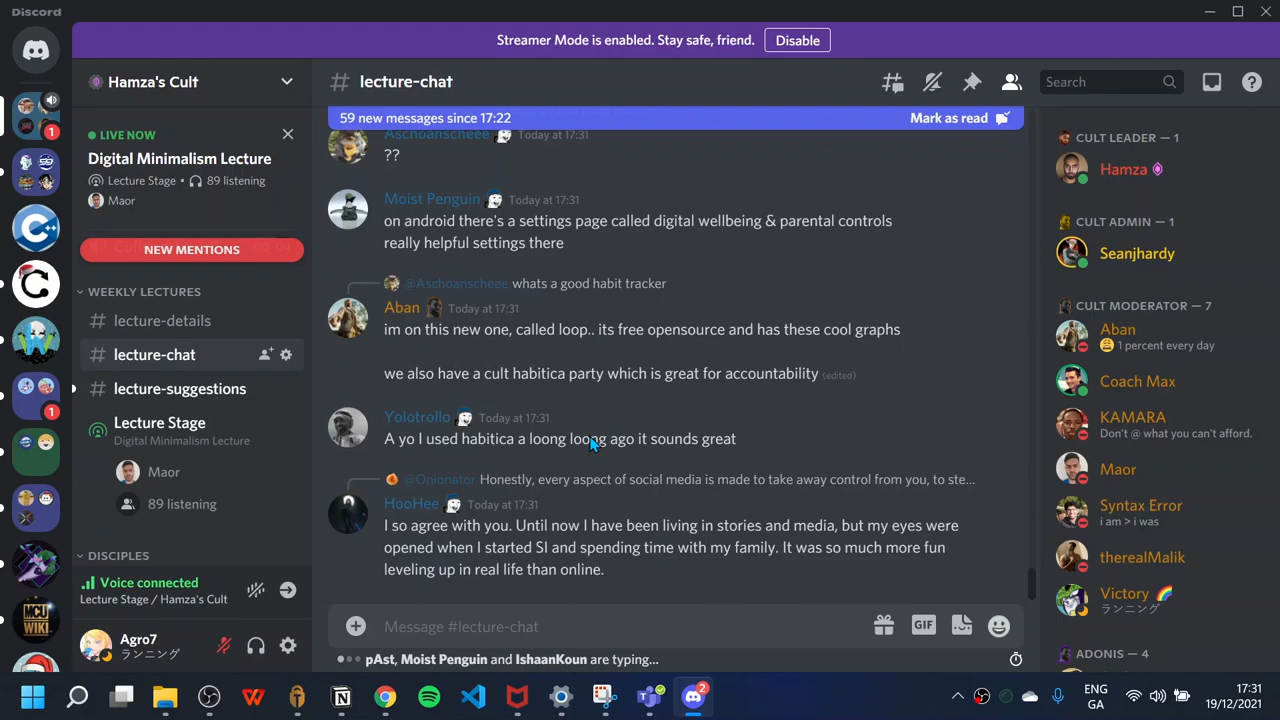 Discord
Streamer Mode is enabled. Stay safe, friend.
Disable
Hamza's Cult
lecture-chat
Search
59 new messages since 17:22
Mark as read
LIVE NOW
Digital Minimalism Lecture
Lecture Stage • 89 listening
Maor
NEW MENTIONS
WEEKLY LECTURES
lecture-details
lecture-chat
lecture-suggestions
Lecture Stage
Digital Minimalism Lecture
Maor
89 listening
DISCIPLES
Voice connected
Lecture Stage / Hamza's Cult
Agro7
ランニング
Aschoanscheee Today at 17:31
??
Moist Penguin Today at 17:31
on android there's a settings page called digital wellbeing & parental controls
really helpful settings there
@Aschoanscheee whats a good habit tracker
Aban Today at 17:31
im on this new one, called loop.. its free opensource and has these cool graphs
we also have a cult habitica party which is great for accountability (edited)
Yolotrollo Today at 17:31
A yo I used habitica a loong loong ago it sounds great
@Onionator Honestly, every aspect of social media is made to take away control from you, to ste...
HooHee Today at 17:31
I so agree with you. Until now I have been living in stories and media, but my eyes were
opened when I started SI and spending time with my family. It was so much more fun
leveling up in real life than online.
Message #lecture-chat
GIF
pAst, Moist Penguin and IshaanKoun are typing...
CULT LEADER — 1
Hamza
CULT ADMIN — 1
Seanjhardy
CULT MODERATOR — 7
Aban
1 percent every day
Coach Max
KAMARA
Don't @ what you can't afford.
Maor
Syntax Error
i am > i was
therealMalik
Victory
ランニング
ADONIS — 4
1
1
C++
MCU
WIKI
2
ENG
GA
17:31
19/12/2021